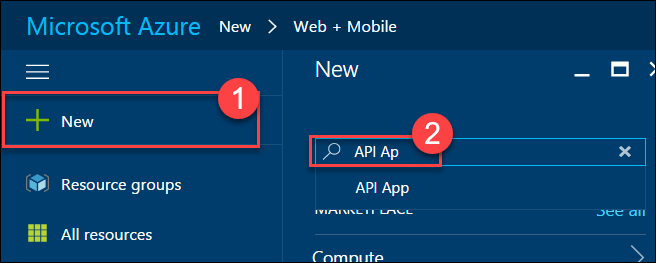 Microsoft Azure New > Web + Mobile
New
1
New
2
API Ap
API App
Resource groups
MARKETPLACE See all
All resources
Compute